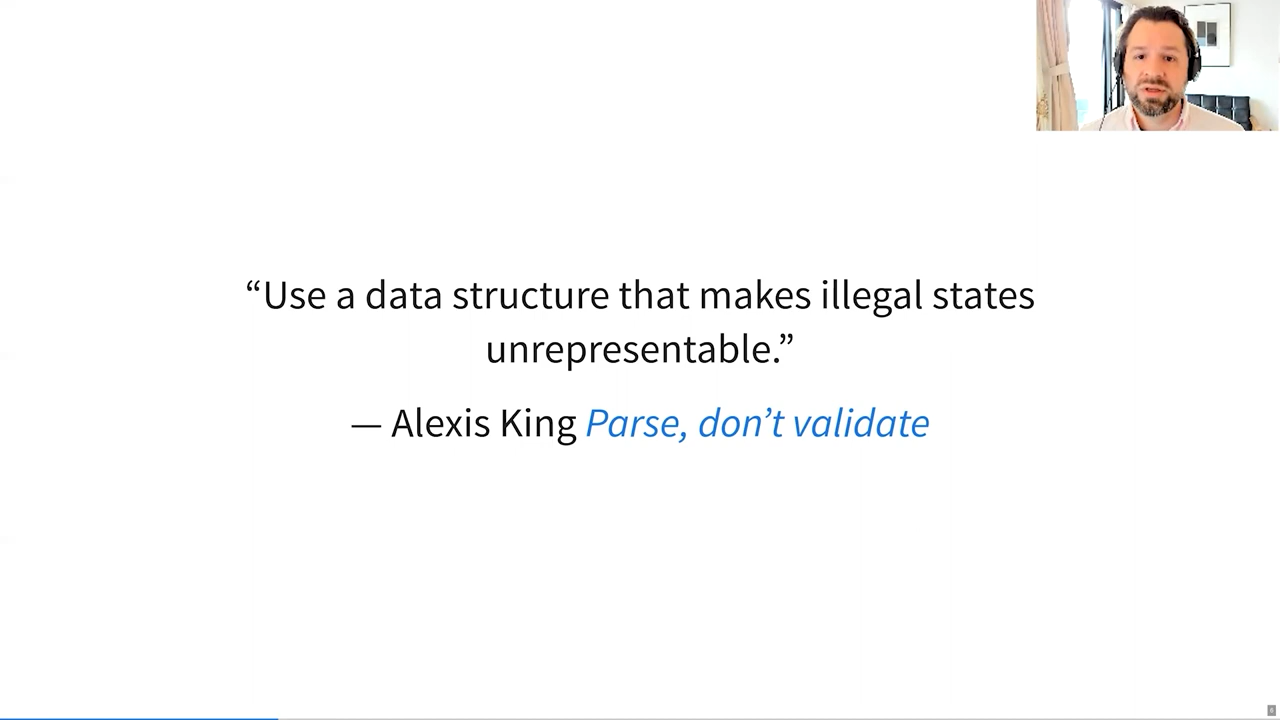 “Use a data structure that makes illegal states
unrepresentable.”
— Alexis King Parse, don’t validate